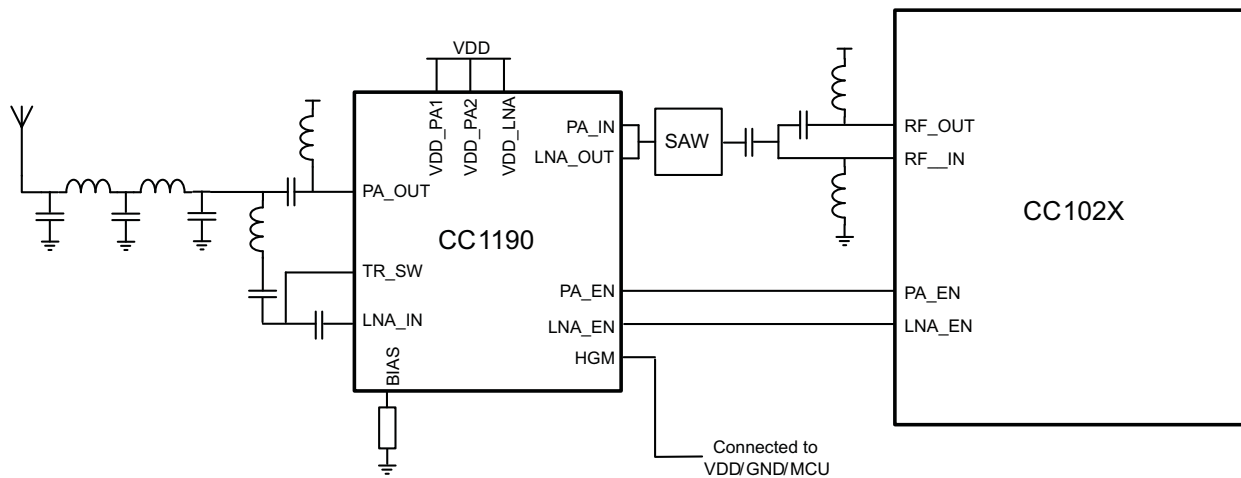 VDD
VDD_PA1
VDD_PA2
VDD_LNA
PA_IN
LNA_OUT
SAW
RF_OUT
RF__IN
PA_OUT
CC1190
CC102X
TR_SW
LNA_IN
BIAS
PA_EN
LNA_EN
HGM
PA_EN
LNA_EN
Connected to
VDD/GND/MCU